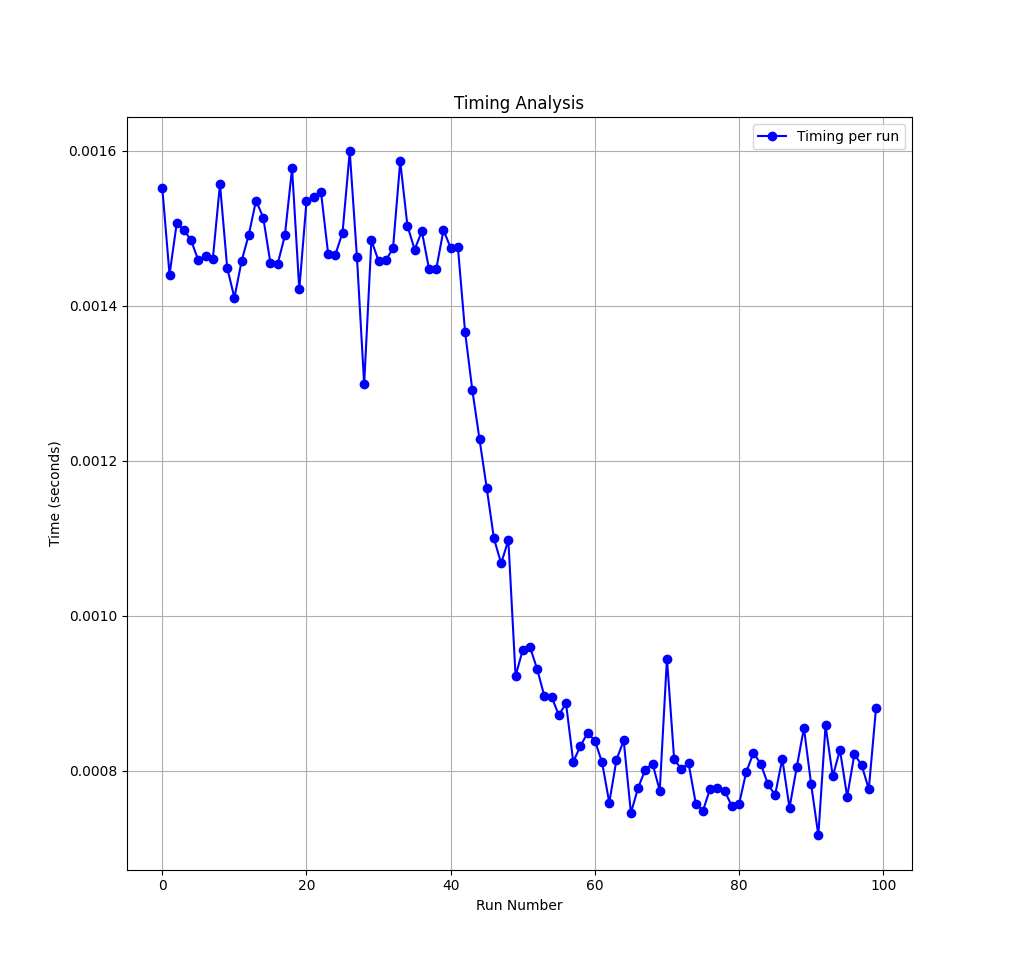 Timing Analysis
Timing per run
0.0016
0.0014
0.0012
0.0010
0.0008
Time (seconds)
0 20 40 60 80 100
Run Number